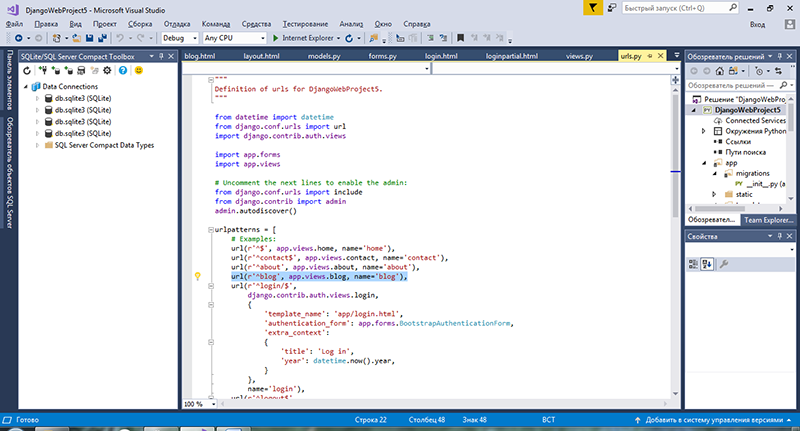 DjangoWebProject5 - Microsoft Visual Studio
Быстрый запуск (Ctrl+Q)
Файл Правка Вид Проект Сборка Отладка Команда Средства Тестирование Анализ Окно Справка
Вход
Debug Any CPU Internet Explorer
Панель элементов
Обозреватель объектов SQL Server
SQLite/SQL Server Compact Toolbox
Data Connections
db.sqlite3 (SQLite)
db.sqlite3 (SQLite)
db.sqlite3 (SQLite)
db.sqlite3 (SQLite)
SQL Server Compact Data Types
blog.html layout.html models.py forms.py login.html loginpartial.html views.py urls.py
"""
Definition of urls for DjangoWebProject5.
"""
from datetime import datetime
from django.conf.urls import url
import django.contrib.auth.views
import app.forms
import app.views
# Uncomment the next lines to enable the admin:
from django.conf.urls import include
from django.contrib import admin
admin.autodiscover()
urlpatterns = [
# Examples:
url(r'^$', app.views.home, name='home'),
url(r'^contact$', app.views.contact, name='contact'),
url(r'^about', app.views.about, name='about'),
url(r'^blog', app.views.blog, name='blog'),
url(r'^login/$',
django.contrib.auth.views.login,
{
'template_name': 'app/login.html',
'authentication_form': app.forms.BootstrapAuthenticationForm,
'extra_context':
{
'title': 'Log in',
'year': datetime.now().year,
}
},
name='login'),
url(r'^logout$'
100 %
Обозреватель решений
Обозреватель решений
Решение "DjangoWebPro
DjangoWebProject5
Connected Services
Окружения Python
Ссылки
Пути поиска
app
migrations
__init__.py (a
static
Обозревател... Team Explorer...
Свойства
Готово Строка 22 Столбец 48 Знак 48 ВСТ Добавить в систему управления версиями